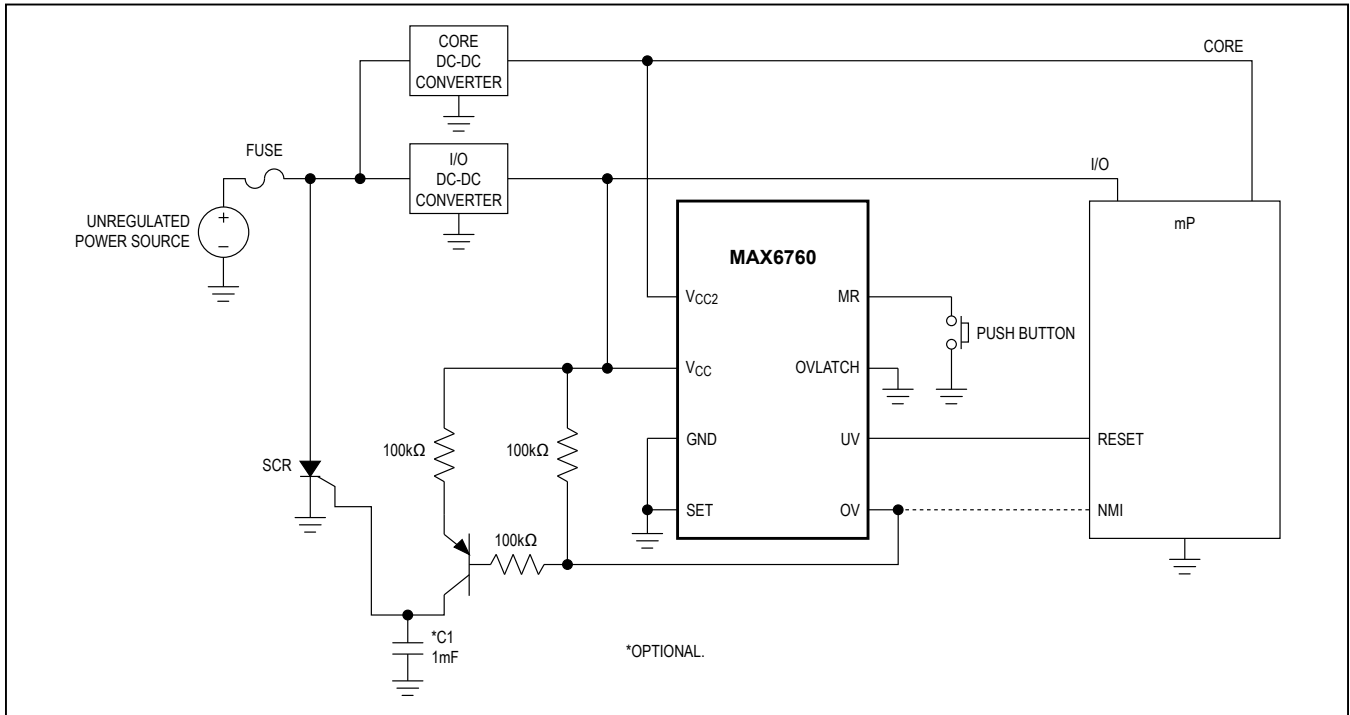 CORE
DC-DC
CONVERTER
CORE
FUSE
I/O
DC-DC
CONVERTER
I/O
UNREGULATED
POWER SOURCE
+
−
mP
MAX6760
VCC2
MR
PUSH BUTTON
VCC
OVLATCH
100kΩ
100kΩ
GND
UV
RESET
SCR
SET
OV
NMI
100kΩ
*C1
1mF
*OPTIONAL.